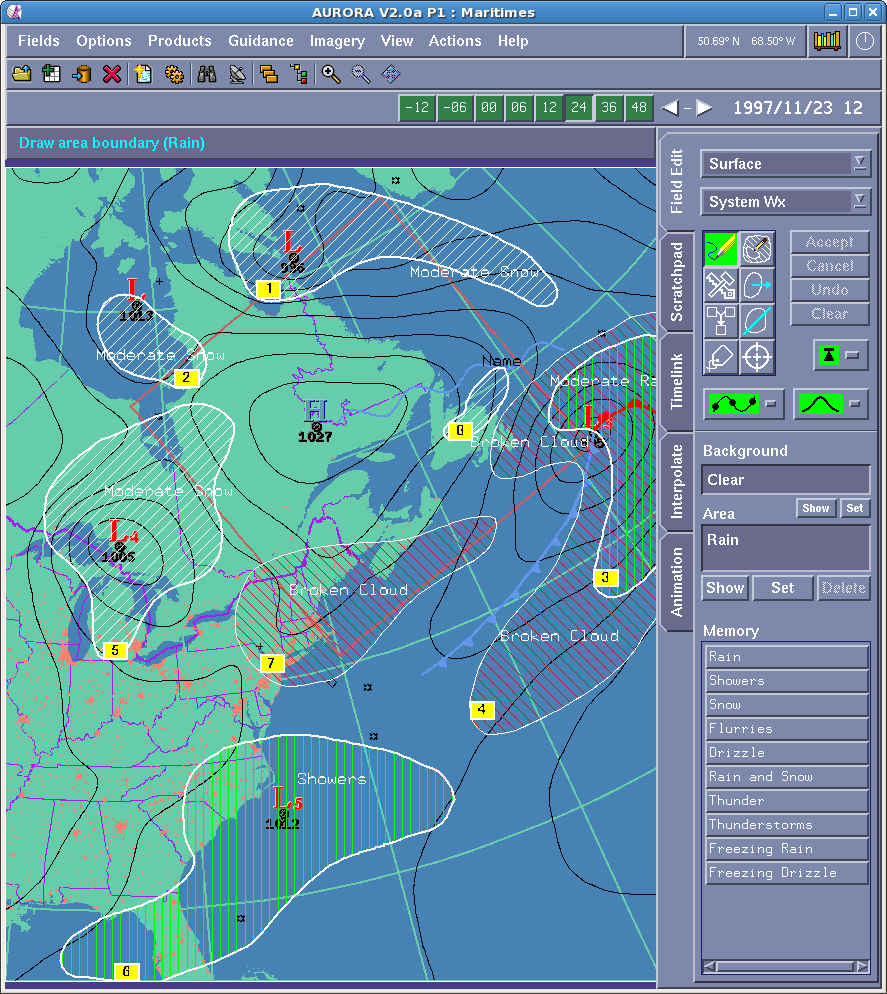 AURORA V2.0a P1 : Maritimes
Fields Options Products Guidance Imagery View Actions Help
50.69° N 68.50° W
-12 -06 00 06 12 24 36 48
1997/11/23 12
Draw area boundary (Rain)
Field Edit
Scratchpad
Timelink
Interpolate
Animation
Surface
System Wx
Accept
Cancel
Undo
Clear
Background
Clear
Area
Show Set
Rain
Show Set Delete
Memory
Rain
Showers
Snow
Flurries
Drizzle
Rain and Snow
Thunder
Thunderstorms
Freezing Rain
Freezing Drizzle
L
996
Moderate Snow
1
L
1013
Moderate Snow
2
Name
Moderate Ra
H
1027
0
Broken Cloud
L
Moderate Snow
L4
1005
3
Broken Cloud
Broken Cloud
5
7
4
Showers
L5
1012
6